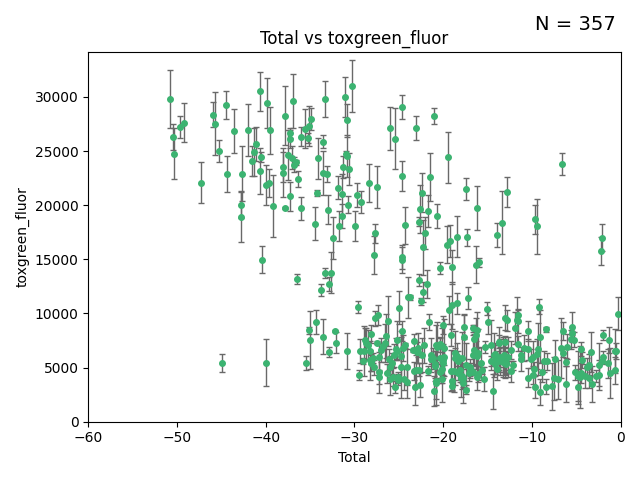 N = 357
Total vs toxgreen_fluor
toxgreen_fluor
30000
25000
20000
15000
10000
5000
0
−60 −50 −40 −30 −20 −10 0
Total